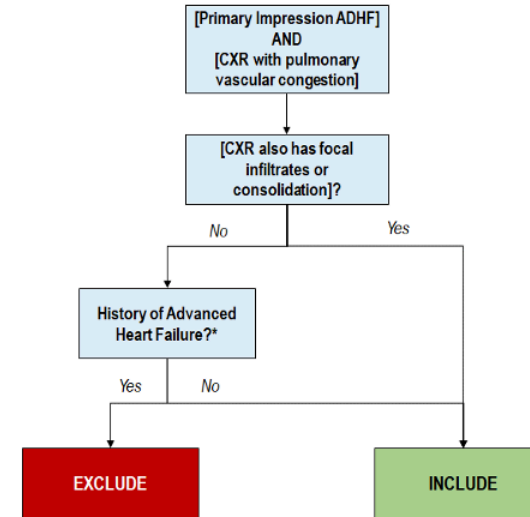 [Primary Impression ADHF]
AND
[CXR with pulmonary
vascular congestion]
[CXR also has focal
infiltrates or
consolidation]?
No
Yes
History of Advanced
Heart Failure?*
Yes
No
EXCLUDE
INCLUDE